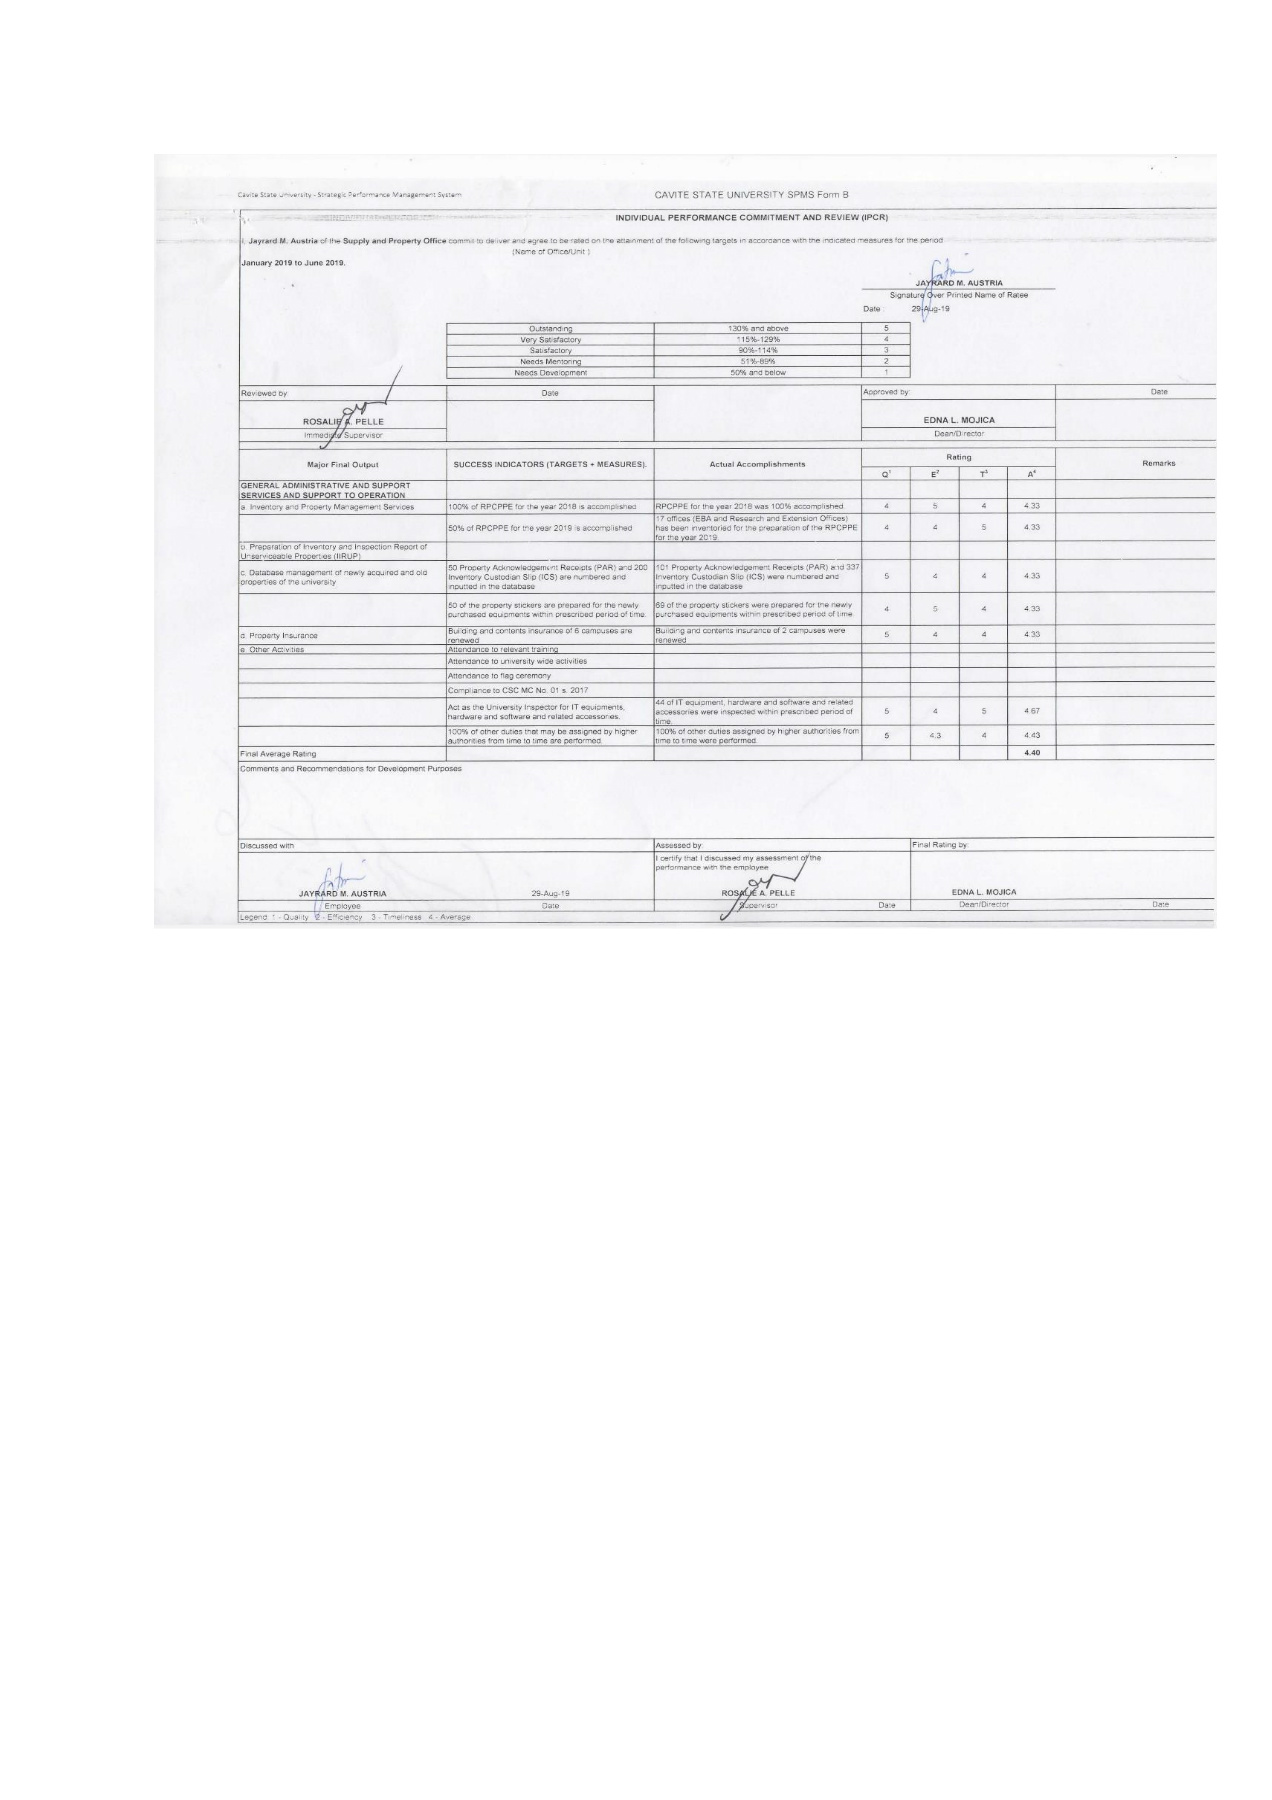 Cavite State University - Strategic Performance Management System
CAVITE STATE UNIVERSITY SPMS Form B
INDIVIDUAL PERFORMANCE COMMITMENT AND REVIEW (IPCR)
I, Jayrard M. Austria of the Supply and Property Office commit to deliver and agree to be rated on the attainment of the following targets in accordance with the indicated measures for the period
(Name of Office/Unit )
January 2019 to June 2019.
JAYRARD M. AUSTRIA
Signature Over Printed Name of Ratee
Date : 29-Aug-19
Outstanding 130% and above 5
Very Satisfactory 115%-129% 4
Satisfactory 90%-114% 3
Needs Mentoring 51%-89% 2
Needs Development 50% and below 1
Reviewed by Date Approved by: Date
ROSALIE A. PELLE EDNA L. MOJICA
Immediate Supervisor Dean/Director
Major Final Output SUCCESS INDICATORS (TARGETS + MEASURES). Actual Accomplishments Rating Remarks
Q1 E2 T3 A4
GENERAL ADMINISTRATIVE AND SUPPORT
SERVICES AND SUPPORT TO OPERATION
a. Inventory and Property Management Services 100% of RPCPPE for the year 2018 is accomplished RPCPPE for the year 2018 was 100% accomplished. 4 5 4 4.33
50% of RPCPPE for the year 2019 is accomplished 17 offices (EBA and Research and Extension Offices)
has been inventoried for the preparation of the RPCPPE 4 4 5 4.33
for the year 2019.
b. Preparation of Inventory and Inspection Report of
Unserviceable Properties (IIRUP)
c. Database management of newly acquired and old
properties of the university
50 Property Acknowledgement Receipts (PAR) and 200
Inventory Custodian Slip (ICS) are numbered and
inputted in the database
101 Property Acknowledgement Receipts (PAR) and 337
Inventory Custodian Slip (ICS) were numbered and
inputted in the database
5 4 4 4.33
50 of the property stickers are prepared for the newly
purchased equipments within prescribed period of time.
69 of the property stickers were prepared for the newly
purchased equipments within prescribed period of time.
4 5 4 4.33
d. Property Insurance
Building and contents insurance of 6 campuses are
renewed
Building and contents insurance of 2 campuses were
renewed
5 4 4 4.33
e. Other Activities Attendance to relevant training
Attendance to university wide activities
Attendance to flag ceremony
Compliance to CSC MC No. 01 s. 2017
Act as the University Inspector for IT equipments,
hardware and software and related accessories.
44 of IT equipment, hardware and software and related
accessories were inspected within prescribed period of
time.
5 4 5 4.67
100% of other duties that may be assigned by higher
authorities from time to time are performed.
100% of other duties assigned by higher authorities from
time to time were performed.
5 4.3 4 4.43
Final Average Rating 4.40
Comments and Recommendations for Development Purposes
Discussed with Assessed by: Final Rating by:
I certify that I discussed my assessment of the
performance with the employee
JAYRARD M. AUSTRIA 29-Aug-19 ROSALIE A. PELLE EDNA L. MOJICA
Employee Date Supervisor Date Dean/Director Date
Legend: 1 - Quality 2 - Efficiency 3 - Timeliness 4 - Average